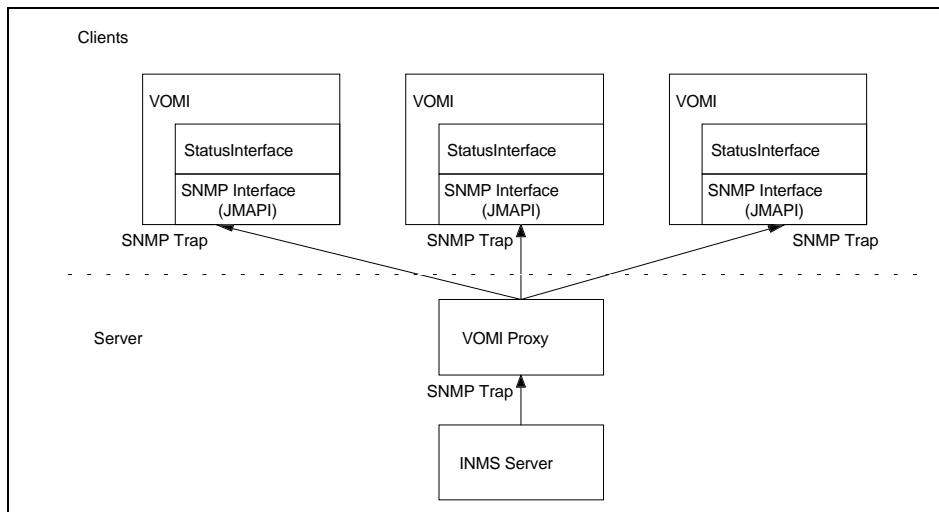 Clients
VOMI
StatusInterface
SNMP Interface
(JMAPI)
VOMI
StatusInterface
SNMP Interface
(JMAPI)
VOMI
StatusInterface
SNMP Interface
(JMAPI)
SNMP Trap
SNMP Trap
SNMP Trap
Server
VOMI Proxy
SNMP Trap
INMS Server